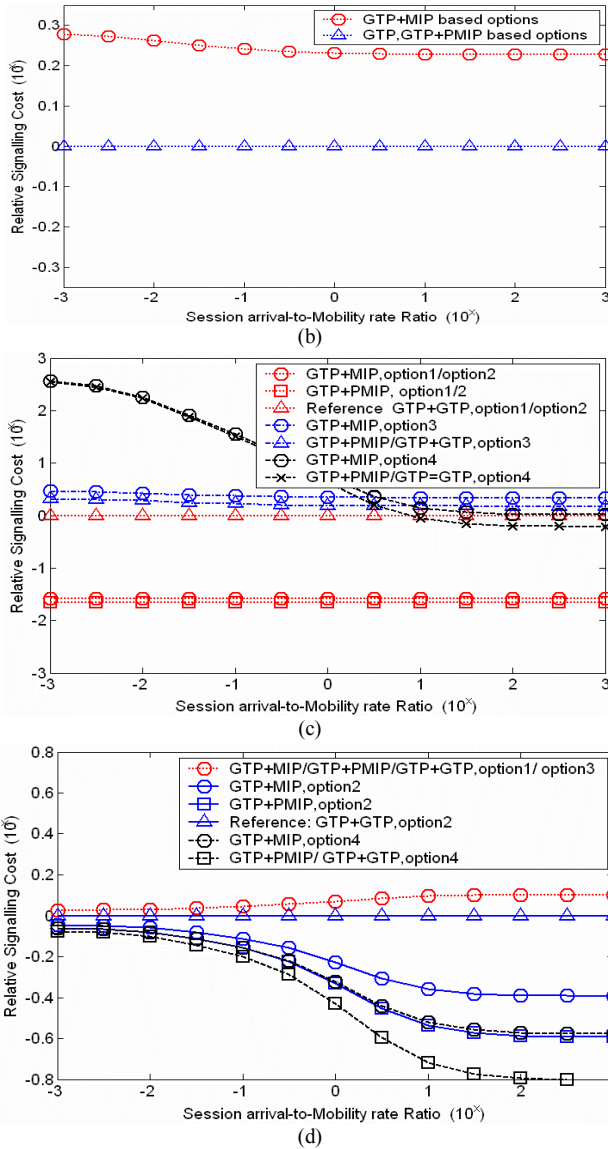 0.3
0.2
0.1
0
-0.1
-0.2
-0.3
Relative Signalling Cost (10^x)
GTP+MIP based options
GTP,GTP+PMIP based options
-3 -2 -1 0 1 2 3
Session arrival-to-Mobility rate Ratio (10^x)
(b)
3
2
1
0
-1
-2
-3
Relative Signalling Cost (10^x)
GTP+MIP,option1/option2
GTP+PMIP, option1/2
Reference GTP+GTP,option1/option2
GTP+MIP,option3
GTP+PMIP/GTP+GTP,option3
GTP+MIP,option4
GTP+PMIP/GTP=GTP,option4
-3 -2 -1 0 1 2 3
Session arrival-to-Mobility rate Ratio (10^x)
(c)
0.8
0.6
0.4
0.2
0
-0.2
-0.4
-0.6
-0.8
Relative Signalling Cost (10^x)
GTP+MIP/GTP+PMIP/GTP+GTP,option1/ option3
GTP+MIP,option2
GTP+PMIP,option2
Reference: GTP+GTP,option2
GTP+MIP,option4
GTP+PMIP/ GTP+GTP,option4
-3 -2 -1 0 1 2
Session arrival-to-Mobility rate Ratio (10^x)
(d)